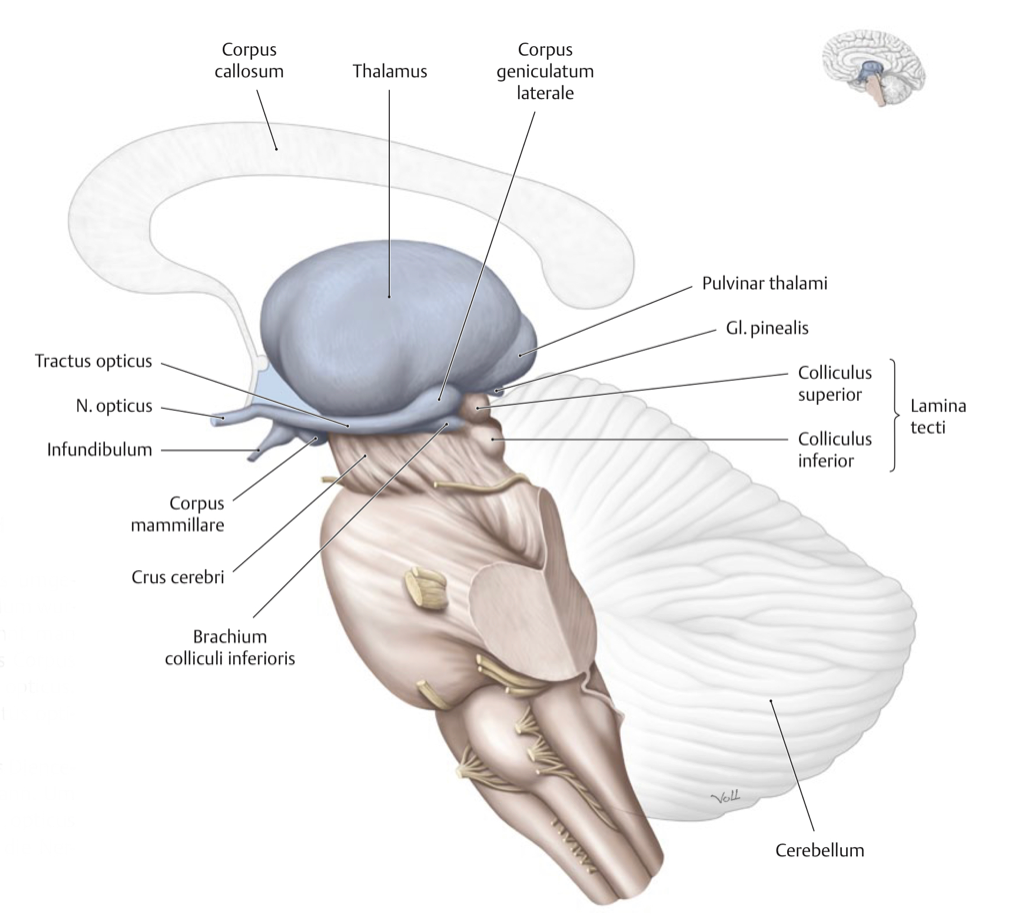 Corpus
callosum
Thalamus
Corpus
geniculatum
laterale
Pulvinar thalami
Gl. pinealis
Colliculus
superior
Colliculus
inferior
Lamina
tecti
Tractus opticus
N. opticus
Infundibulum
Corpus
mammillare
Crus cerebri
Brachium
colliculi inferioris
Voll
Cerebellum